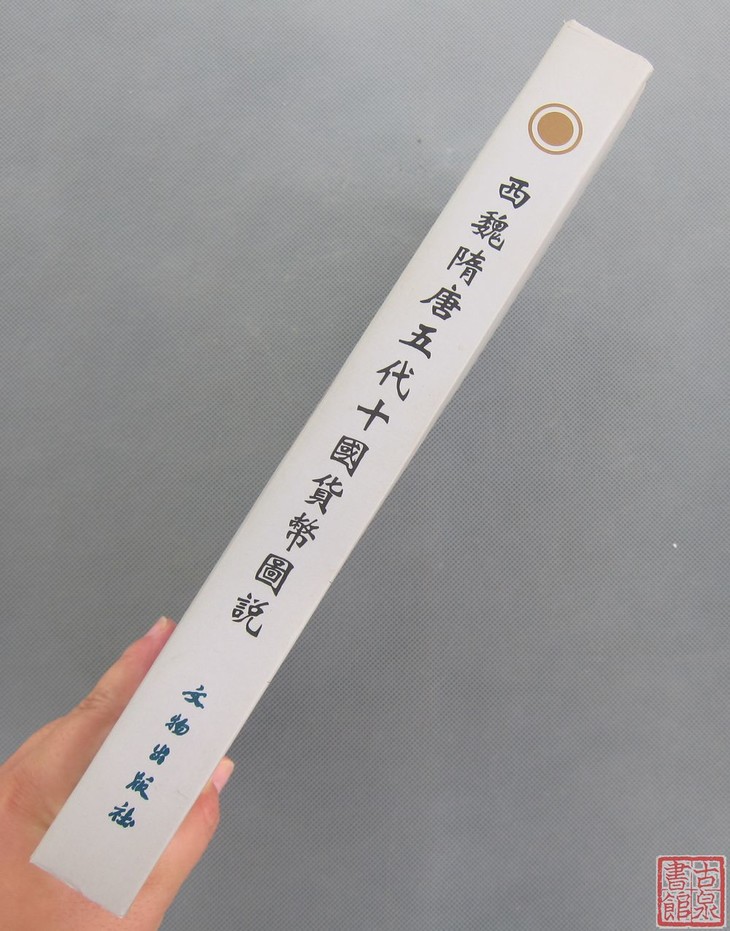 西魏隋唐五代十國貨幣圖説
文物出版社
古泉書館